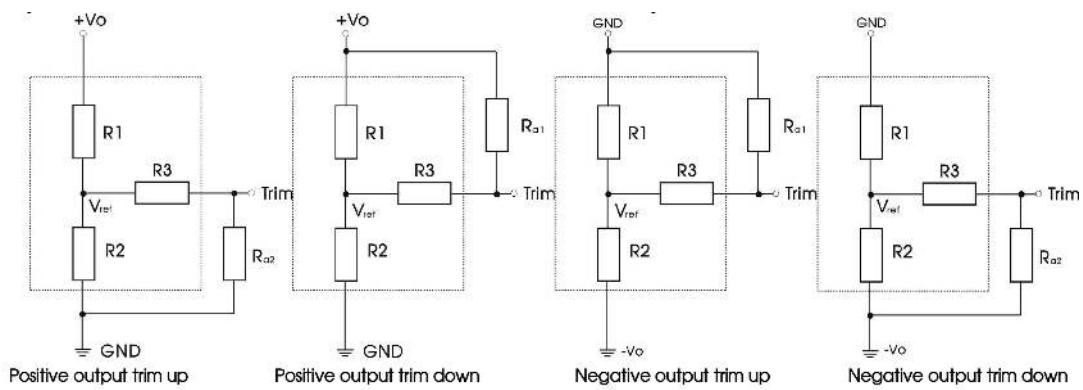 +Vo
R1
R3
Trim
Vref
R2
Ra2
GND
Positive output trim up
+Vo
R1
Ra1
R3
Trim
Vref
R2
GND
Positive output trim down
GND
R1
Ra1
R3
Trim
Vref
R2
-Vo
Negative output trim up
GND
R1
R3
Trim
Vref
R2
Ra2
-Vo
Negative output trim down